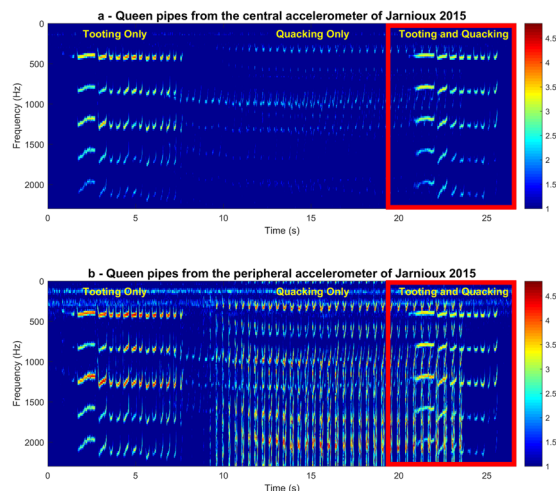 a - Queen pipes from the central accelerometer of Jarnioux 2015
Tooting Only Quacking Only Tooting and Quacking
0
500
1000
1500
2000
Frequency (Hz)
0 5 10 15 20 25
Time (s)
4.5
4
3.5
3
2.5
2
1.5
1
b - Queen pipes from the peripheral accelerometer of Jarnioux 2015
Tooting Only Quacking Only Tooting and Quacking
0
500
1000
1500
2000
Frequency (Hz)
0 5 10 15 20 25
Time (s)
4.5
4
3.5
3
2.5
2
1.5
1